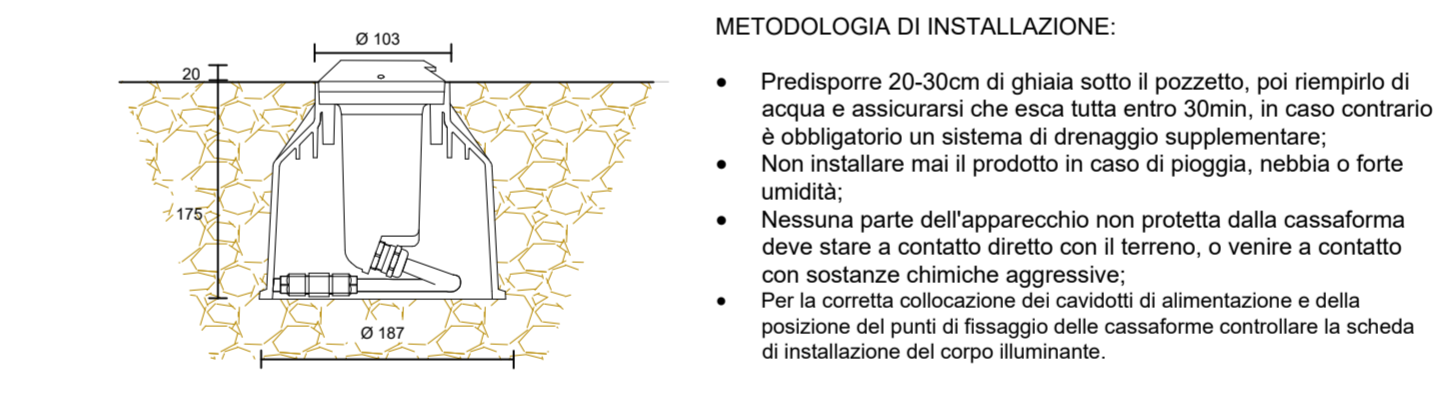 Ø 103
20
175
Ø 187
METODOLOGIA DI INSTALLAZIONE:
• Predisporre 20-30cm di ghiaia sotto il pozzetto, poi riempirlo di
acqua e assicurarsi che esca tutta entro 30min, in caso contrario
è obbligatorio un sistema di drenaggio supplementare;
• Non installare mai il prodotto in caso di pioggia, nebbia o forte
umidità;
• Nessuna parte dell'apparecchio non protetta dalla cassaforma
deve stare a contatto diretto con il terreno, o venire a contatto
con sostanze chimiche aggressive;
• Per la corretta collocazione dei cavidotti di alimentazione e della
posizione del punti di fissaggio delle cassaforme controllare la scheda
di installazione del corpo illuminante.